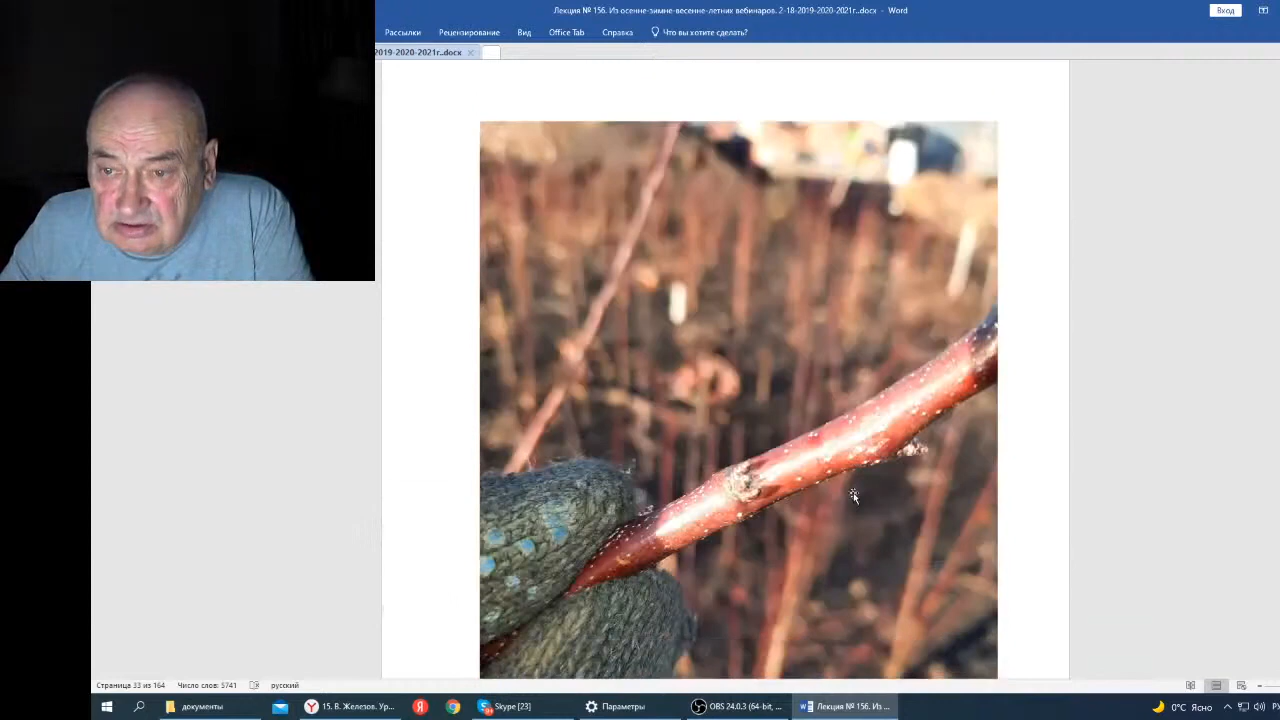 Лекция № 156. Из осенне-зимне-весенне-летних вебинаров. 2-18-2019-2020-2021г..docx - Word
Вход
Рассылки Рецензирование Вид Office Tab Справка Что вы хотите сделать?
2019-2020-2021г..docx
Страница 33 из 164 Число слов: 5741 русский
документы 15. В. Железов. Ур... Skype [23] Параметры OBS 24.0.3 (64-bit, ... Лекция № 156. Из ... 0°C Ясно